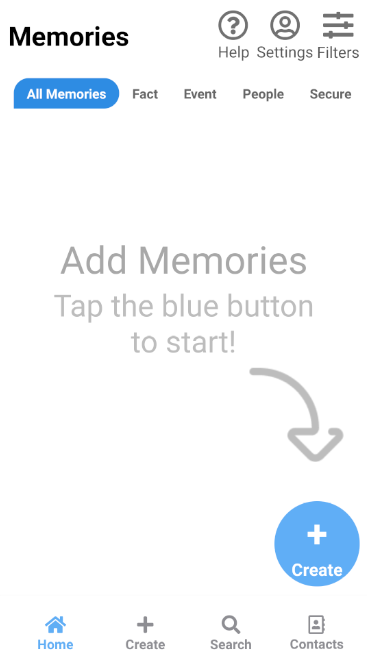 Memories
Help Settings Filters
All Memories Fact Event People Secure
Add Memories
Tap the blue button
to start!
Create
Home Create Search Contacts